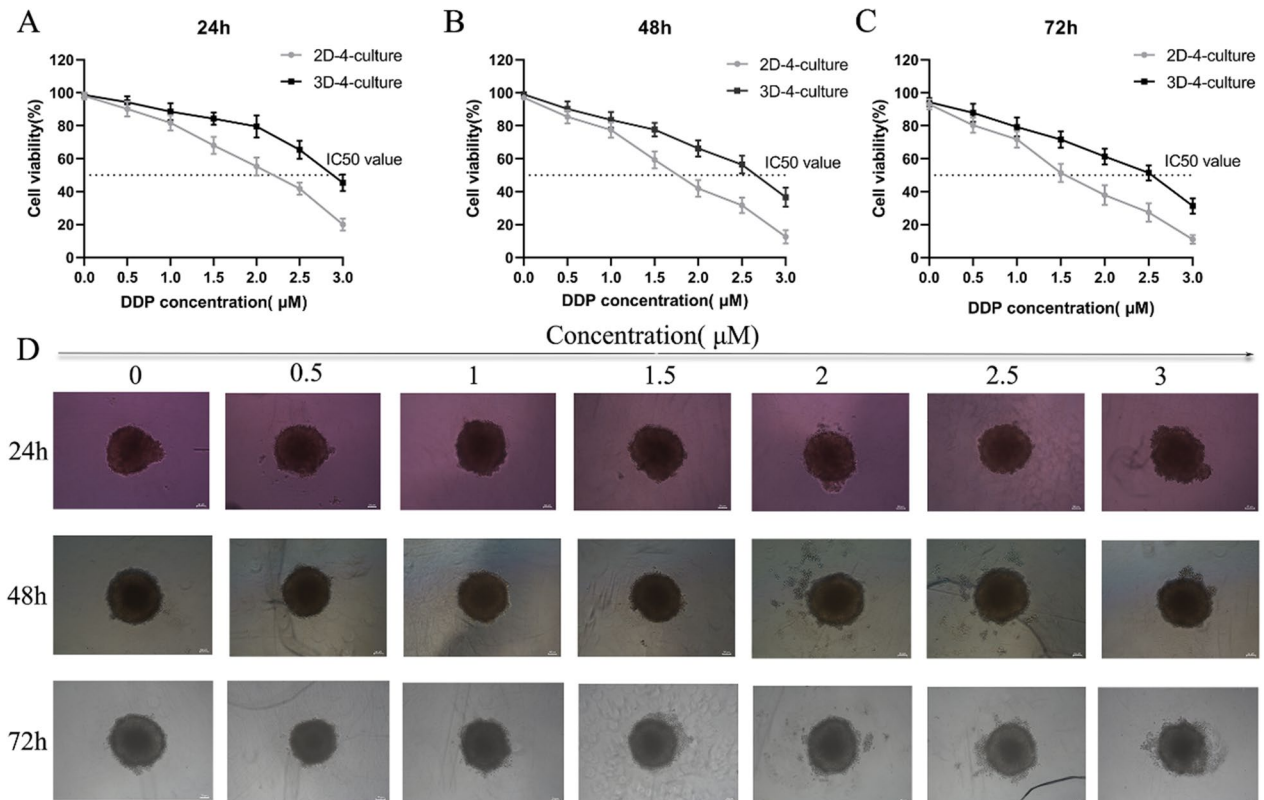 A
24h
2D-4-culture
3D-4-culture
120
100
80
60
40
20
0
Cell viability(%)
IC50 value
0.0 0.5 1.0 1.5 2.0 2.5 3.0
DDP concentration( μM)
B
48h
2D-4-culture
3D-4-culture
120
100
80
60
40
20
0
Cell viability(%)
IC50 value
0.0 0.5 1.0 1.5 2.0 2.5 3.0
DDP concentration( μM)
C
72h
2D-4-culture
3D-4-culture
120
100
80
60
40
20
0
Cell viability(%)
IC50 value
0.0 0.5 1.0 1.5 2.0 2.5 3.0
DDP concentration( μM)
D
Concentration( μM)
0 0.5 1 1.5 2 2.5 3
24h
48h
72h